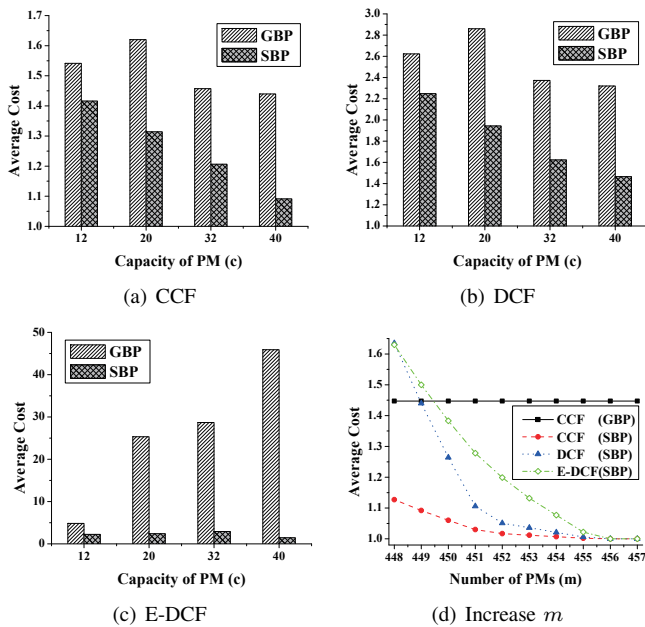 1.7
1.6
1.5
1.4
1.3
1.2
1.1
1.0
Average Cost
GBP
SBP
12 20 32 40
Capacity of PM (c)
(a) CCF
3.0
2.8
2.6
2.4
2.2
2.0
1.8
1.6
1.4
1.2
1.0
Average Cost
GBP
SBP
12 20 32 40
Capacity of PM (c)
(b) DCF
50
40
30
20
10
0
Average Cost
GBP
SBP
12 20 32 40
Capacity of PM (c)
(c) E-DCF
1.6
1.5
1.4
1.3
1.2
1.1
1.0
Average Cost
CCF (GBP)
CCF (SBP)
DCF (SBP)
E-DCF(SBP)
448 449 450 451 452 453 454 455 456 457
Number of PMs (m)
(d) Increase m